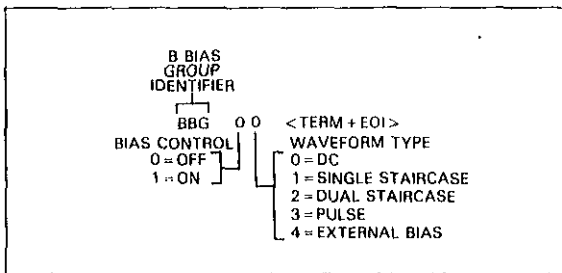 B BIAS
GROUP
IDENTIFIER
BBG 0 0 <TERM + EOI>
BIAS CONTROL WAVEFORM TYPE
0 = OFF 0 = DC
1 = ON 1 = SINGLE STAIRCASE
2 = DUAL STAIRCASE
3 = PULSE
4 = EXTERNAL BIAS